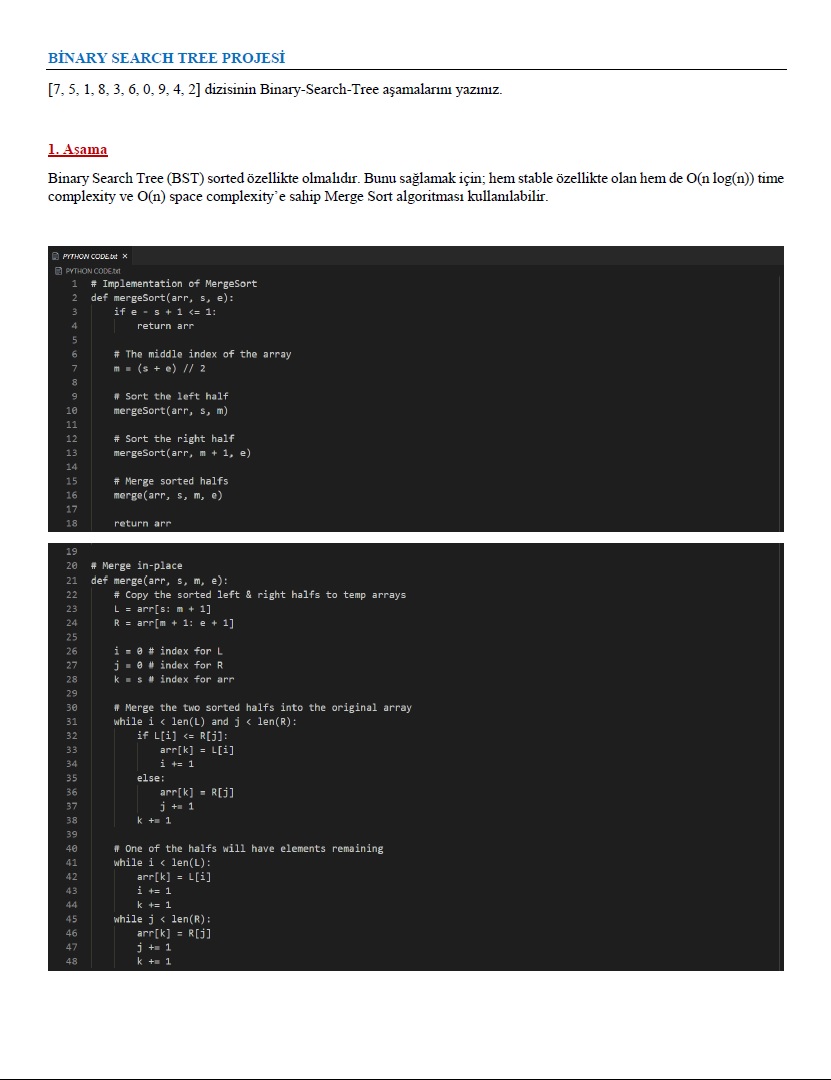 BİNARY SEARCH TREE PROJESİ
[7, 5, 1, 8, 3, 6, 0, 9, 4, 2] dizisinin Binary-Search-Tree aşamalarını yazınız.
1. Aşama
Binary Search Tree (BST) sorted özellikte olmalıdır. Bunu sağlamak için; hem stable özellikte olan hem de O(n log(n)) time
complexity ve O(n) space complexity’e sahip Merge Sort algoritması kullanılabilir.
PYTHON CODE.txt ×
PYTHON CODE.txt
1 # Implementation of MergeSort
2 def mergeSort(arr, s, e):
3 if e - s + 1 <= 1:
4 return arr
5
6 # The middle index of the array
7 m = (s + e) // 2
8
9 # Sort the left half
10 mergeSort(arr, s, m)
11
12 # Sort the right half
13 mergeSort(arr, m + 1, e)
14
15 # Merge sorted halfs
16 merge(arr, s, m, e)
17
18 return arr
19
20 # Merge in-place
21 def merge(arr, s, m, e):
22 # Copy the sorted left & right halfs to temp arrays
23 L = arr[s: m + 1]
24 R = arr[m + 1: e + 1]
25
26 i = 0 # index for L
27 j = 0 # index for R
28 k = s # index for arr
29
30 # Merge the two sorted halfs into the original array
31 while i < len(L) and j < len(R):
32 if L[i] <= R[j]:
33 arr[k] = L[i]
34 i += 1
35 else:
36 arr[k] = R[j]
37 j += 1
38 k += 1
39
40 # One of the halfs will have elements remaining
41 while i < len(L):
42 arr[k] = L[i]
43 i += 1
44 k += 1
45 while j < len(R):
46 arr[k] = R[j]
47 j += 1
48 k += 1